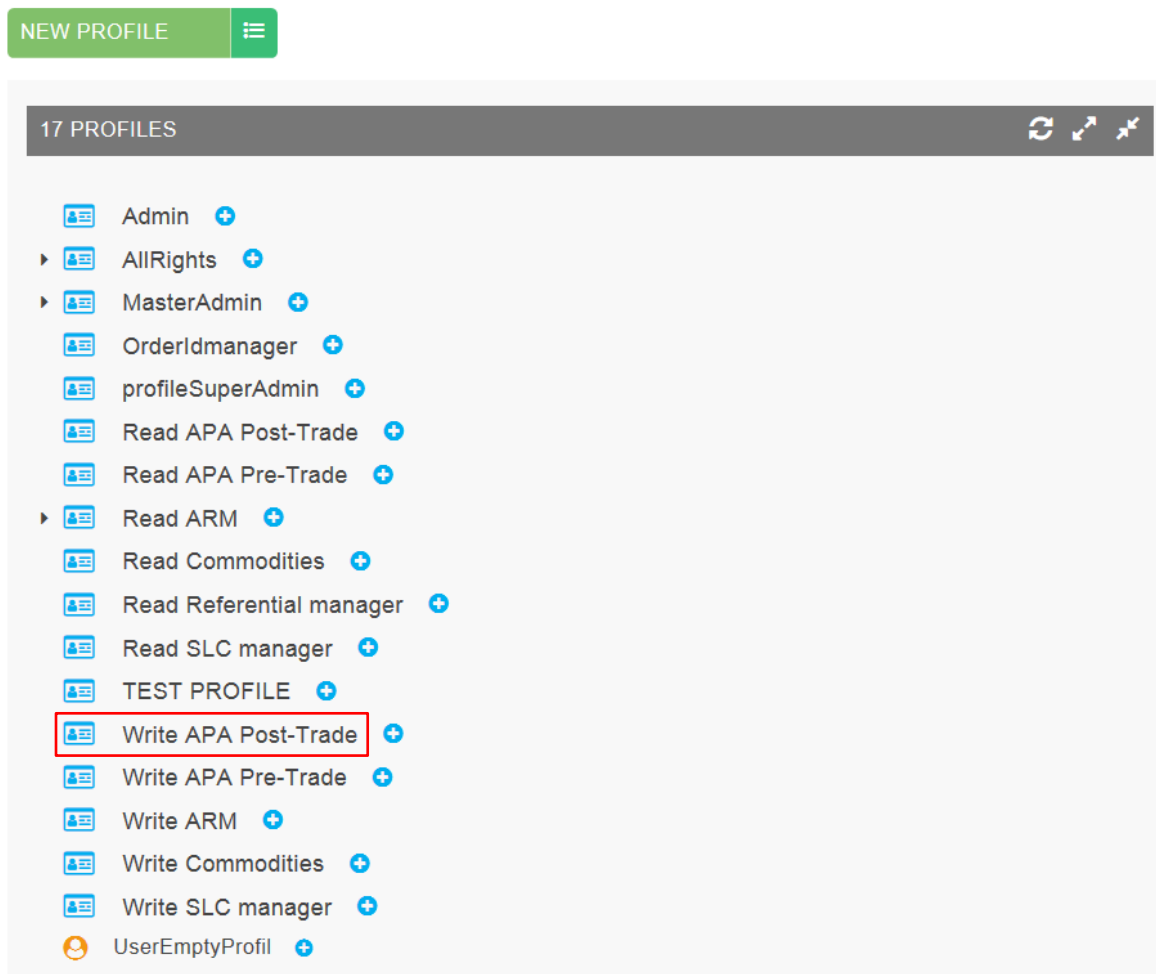 NEW PROFILE
17 PROFILES
Admin
AllRights
MasterAdmin
OrderIdmanager
profileSuperAdmin
Read APA Post-Trade
Read APA Pre-Trade
Read ARM
Read Commodities
Read Referential manager
Read SLC manager
TEST PROFILE
Write APA Post-Trade
Write APA Pre-Trade
Write ARM
Write Commodities
Write SLC manager
UserEmptyProfil